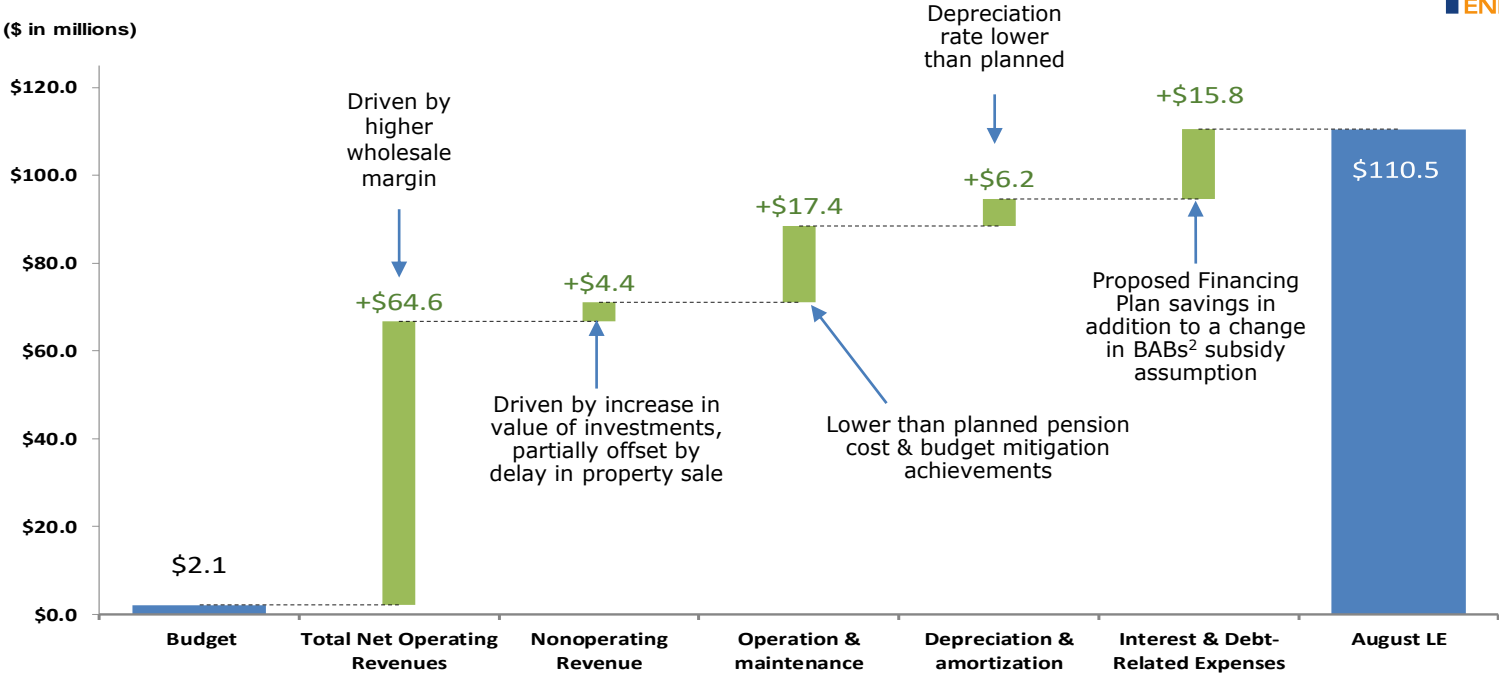 ENE
($ in millions)
$120.0
$100.0
$80.0
$60.0
$40.0
$20.0
$0.0
Driven by
higher
wholesale
margin
Depreciation
rate lower
than planned
$2.1
+$64.6
+$4.4
+$17.4
+$6.2
+$15.8
$110.5
Driven by increase in
value of investments,
partially offset by
delay in property sale
Lower than planned pension
cost & budget mitigation
achievements
Proposed Financing
Plan savings in
addition to a change
in BABs² subsidy
assumption
Budget
Total Net Operating
Revenues
Nonoperating
Revenue
Operation &
maintenance
Depreciation &
amortization
Interest & Debt-
Related Expenses
August LE